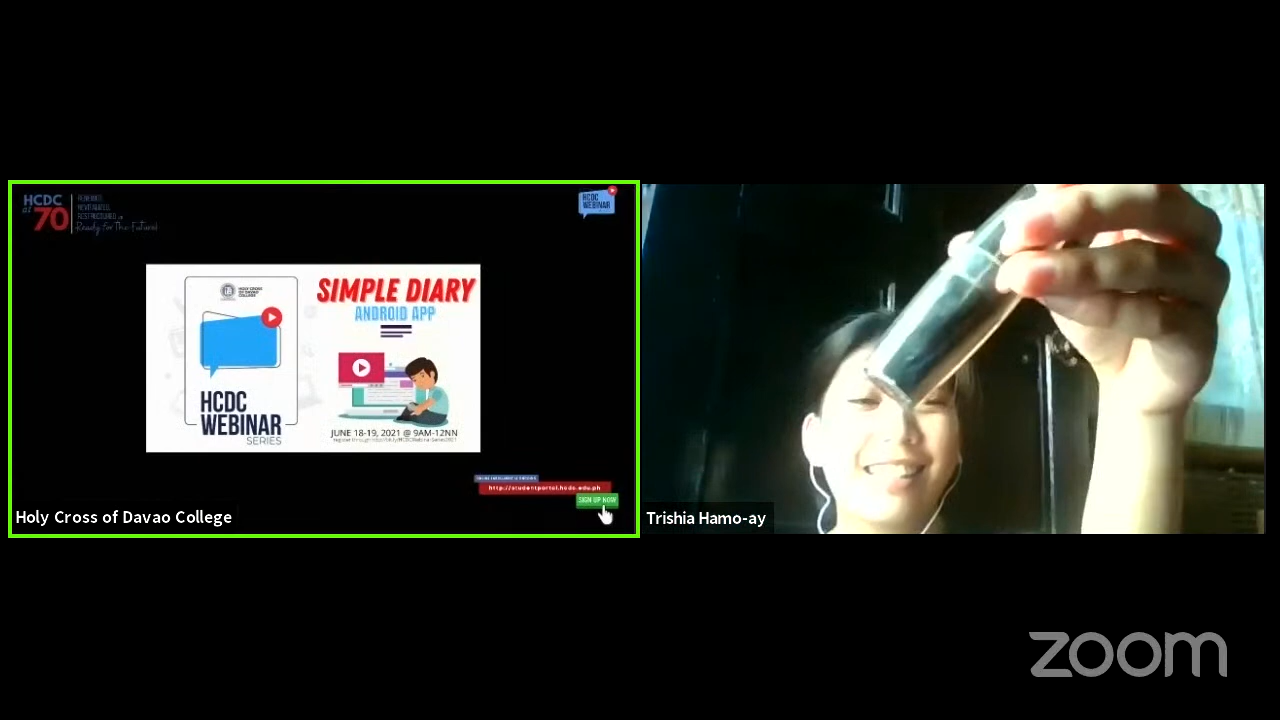 HCDC
at 70
Ready for the Future!
HCDC
WEBINAR
HOLY CROSS
OF DAVAO
COLLEGE
HCDC
WEBINAR
SERIES
SIMPLE DIARY
ANDROID APP
JUNE 18-19, 2021 @ 9AM-12NN
http://studentportal.hcdc.edu.ph
SIGN UP NOW
Holy Cross of Davao College
Trishia Hamo-ay
zoom